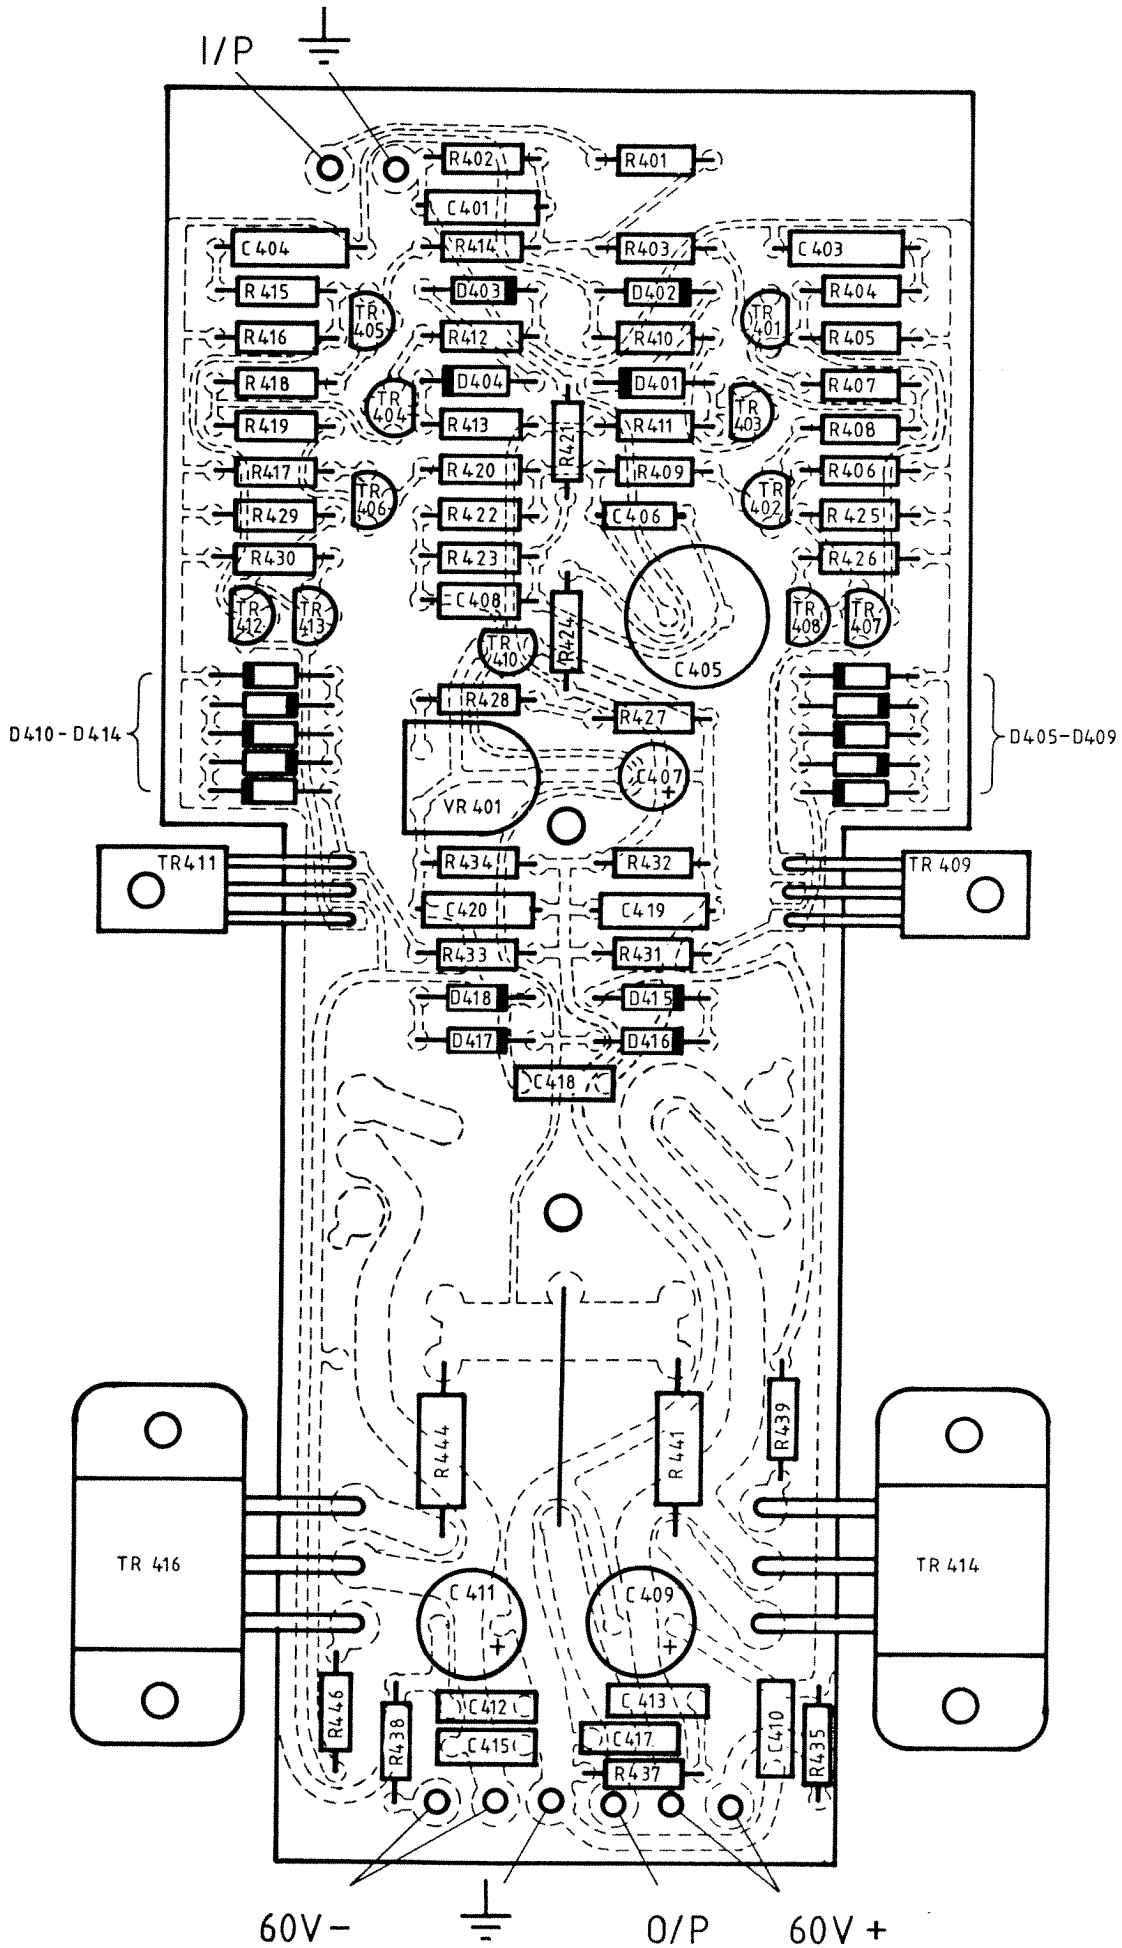 I/P
R402 R401
C401
C404 R414 R403 C403
R415 D403 D402 R404
TR 405 TR 401
R416 R412 R410 R405
R418 D404 D401 R407
TR 404 TR 403
R419 R413 R421 R411 R408
R417 R420 R409 R406
TR 406 TR 402
R429 R422 C406 R425
R430 R423 R426
C408
TR 412 TR 413 R424 TR 408 TR 407
TR 410 C405
R428 R427
D410-D414 D405-D409
C407 +
VR 401
TR411 R434 R432 TR 409
C420 C419
R433 R431
D418 D415
D417 D416
C418
R444 R441 R439
TR 416 TR 414
C411 + C409 +
R446 R438 C412 C413 C410 R435
C415 C417
R437
60V- O/P 60V+